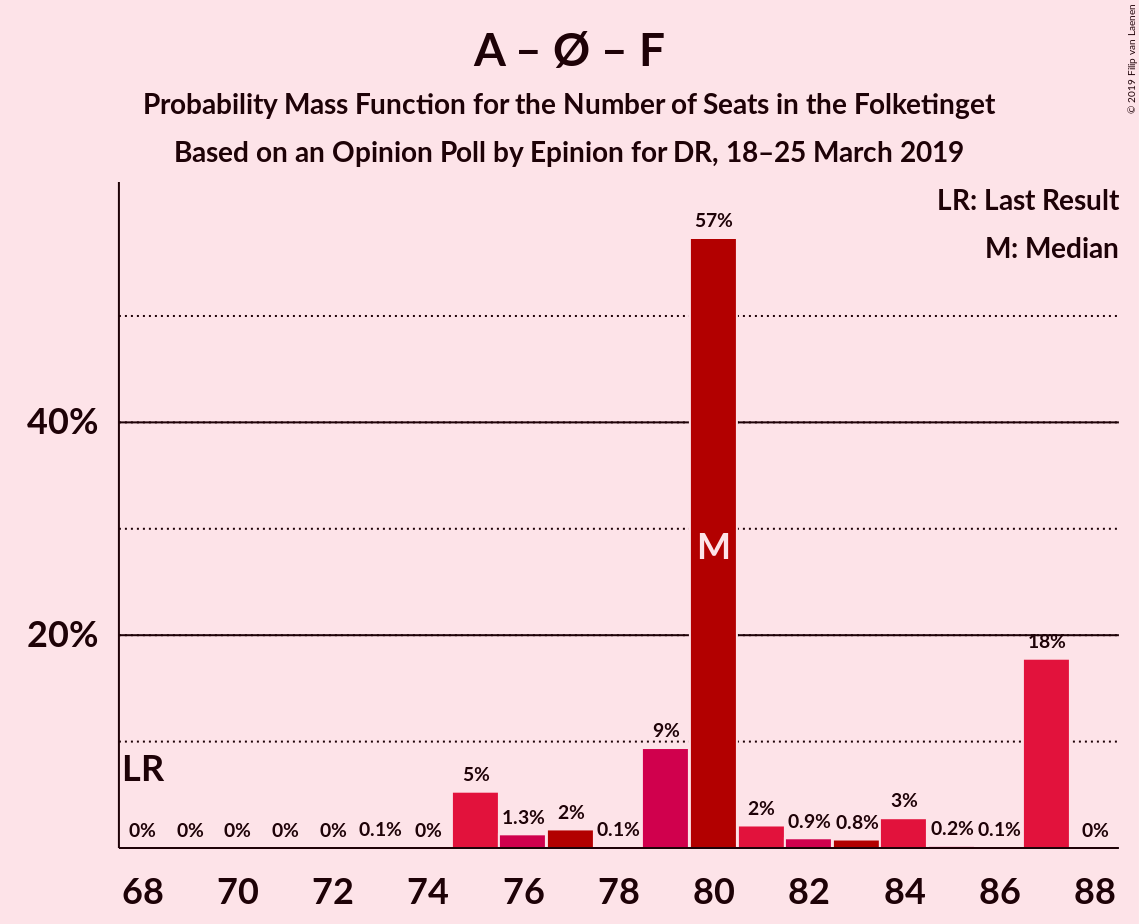 A – Ø – F
Probability Mass Function for the Number of Seats in the Folketinget
Based on an Opinion Poll by Epinion for DR, 18–25 March 2019
© 2019 Filip van Laenen
LR: Last Result
M: Median
57%
40%
M
20%
18%
9%
LR
5%
3%
0% 0% 0% 0% 0% 0.1% 0% 1.3% 2% 0.1% 2% 0.9% 0.8% 0.2% 0.1% 0%
68 70 72 74 76 78 80 82 84 86 88